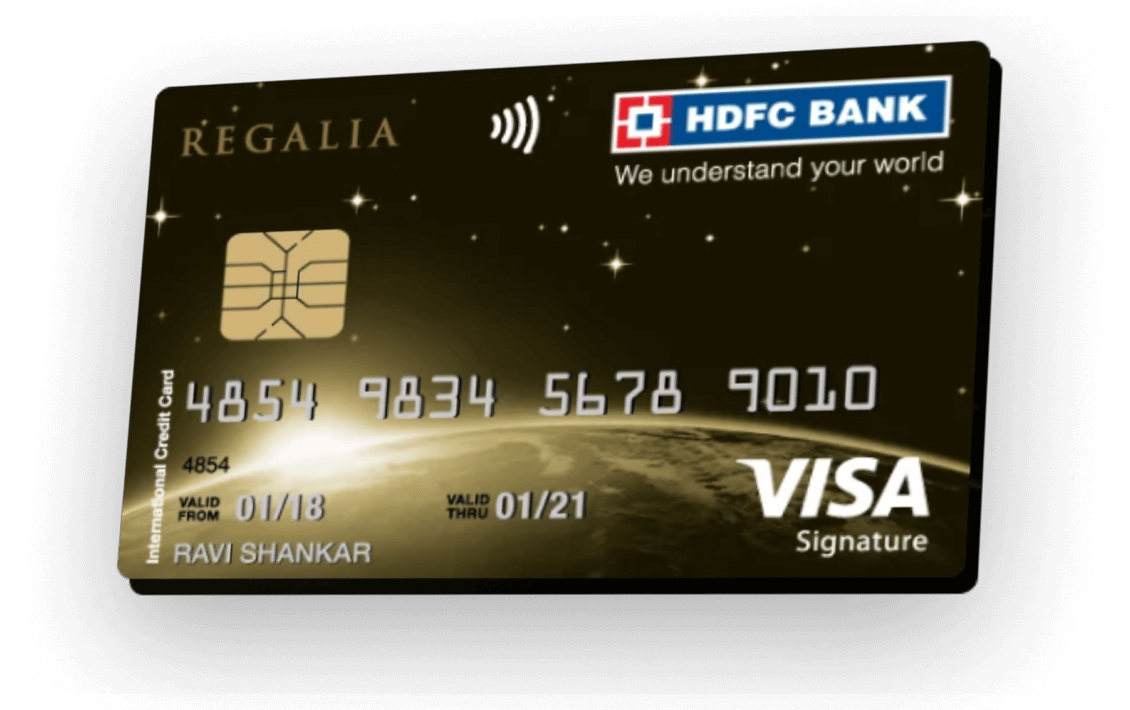 REGALIA
HDFC BANK
We understand your world
International Credit Card
4854 9834 5678 9010
4854
VALID FROM 01/18 VALID THRU 01/21
RAVI SHANKAR
VISA
Signature